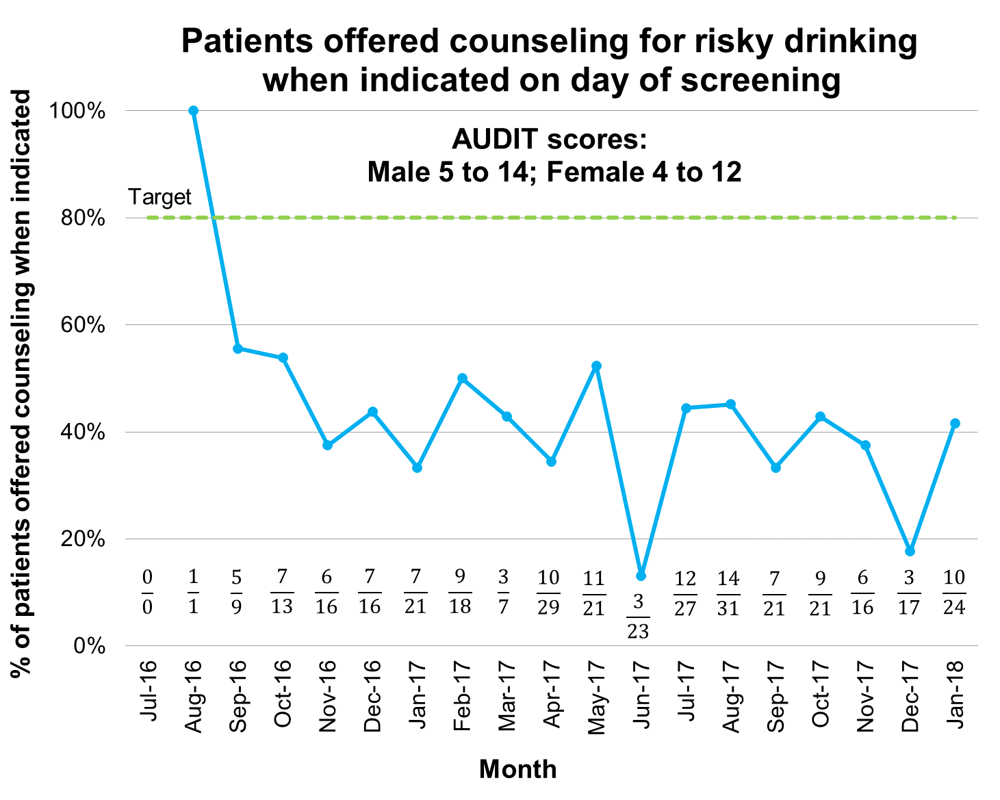 Patients offered counseling for risky drinking
when indicated on day of screening
% of patients offered counseling when indicated
AUDIT scores:
Male 5 to 14; Female 4 to 12
Target
100%
80%
60%
40%
20%
0%
0/0
1/1
5/9
7/13
6/16
7/16
7/21
9/18
3/7
10/29
11/21
3/23
12/27
14/31
7/21
9/21
6/16
3/17
10/24
Jul-16
Aug-16
Sep-16
Oct-16
Nov-16
Dec-16
Jan-17
Feb-17
Mar-17
Apr-17
May-17
Jun-17
Jul-17
Aug-17
Sep-17
Oct-17
Nov-17
Dec-17
Jan-18
Month